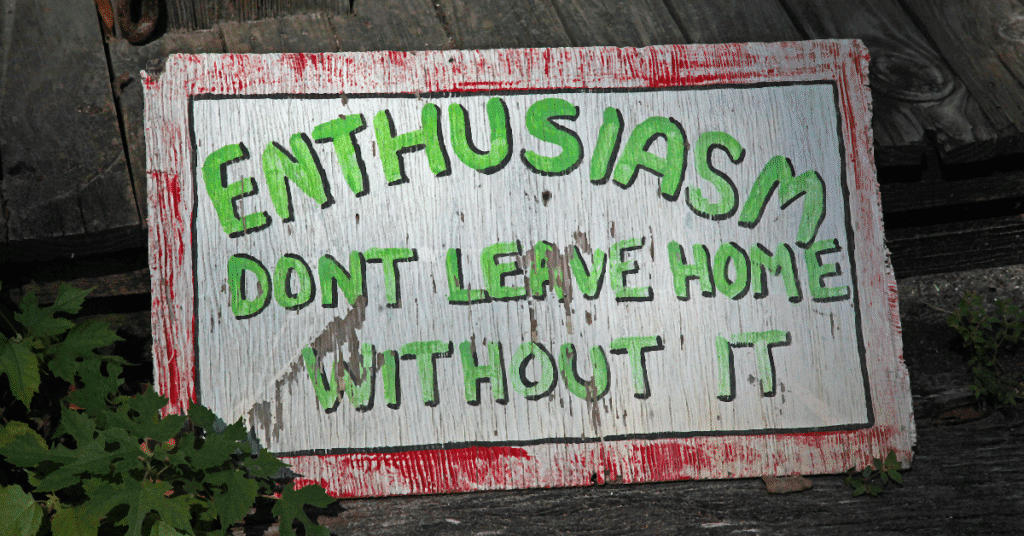 ENTHUSIASM
DONT LEAVE HOME
WITHOUT IT